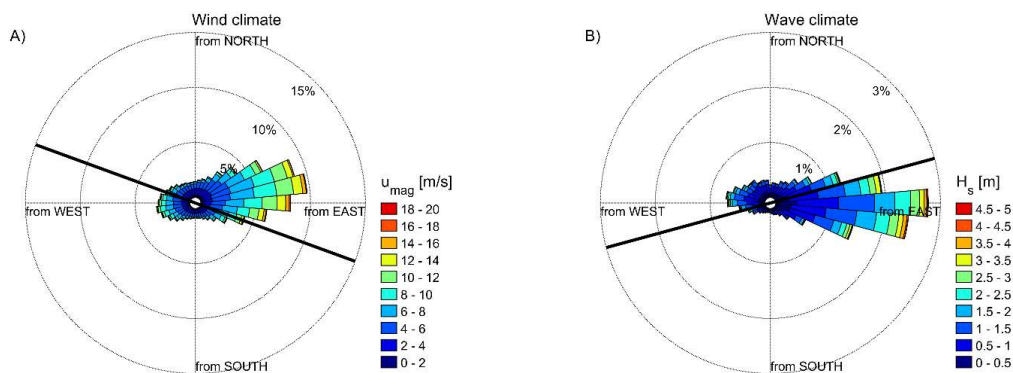 Wind climate
A)
from NORTH
15%
10%
5%
from WEST
from EAST
from SOUTH
u_mag [m/s]
18 - 20
16 - 18
14 - 16
12 - 14
10 - 12
8 - 10
6 - 8
4 - 6
2 - 4
0 - 2
Wave climate
B)
from NORTH
3%
2%
1%
from WEST
from EAST
from SOUTH
H_s [m]
4.5 - 5
4 - 4.5
3.5 - 4
3 - 3.5
2.5 - 3
2 - 2.5
1.5 - 2
1 - 1.5
0.5 - 1
0 - 0.5